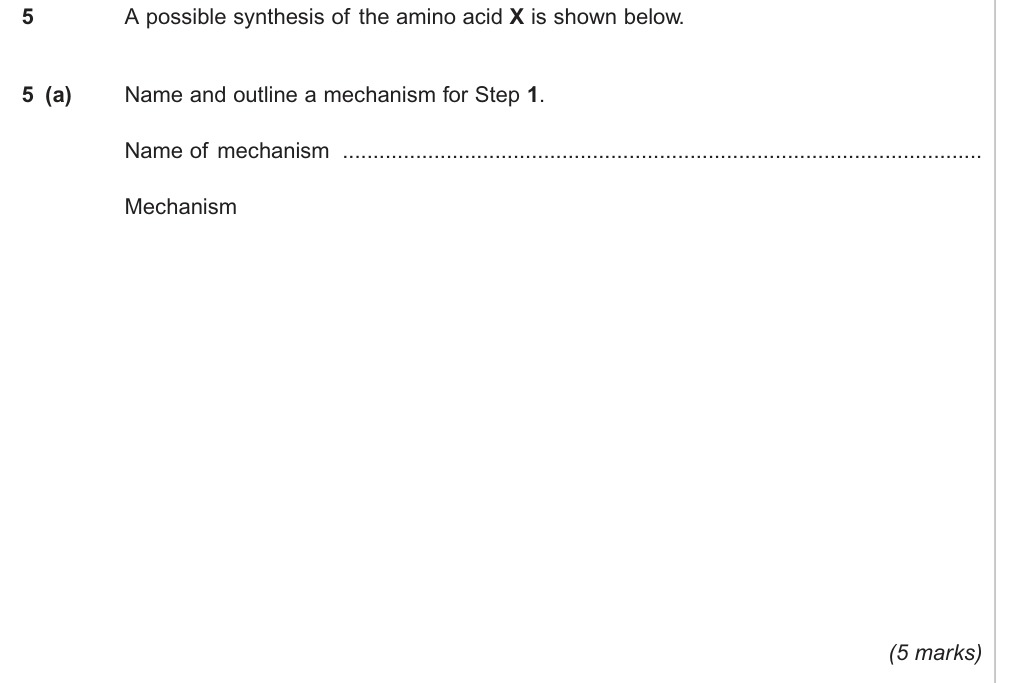 5 A possible synthesis of the amino acid X is shown below.
5 (a) Name and outline a mechanism for Step 1.
Name of mechanism ..........................................................................................................
Mechanism
(5 marks)